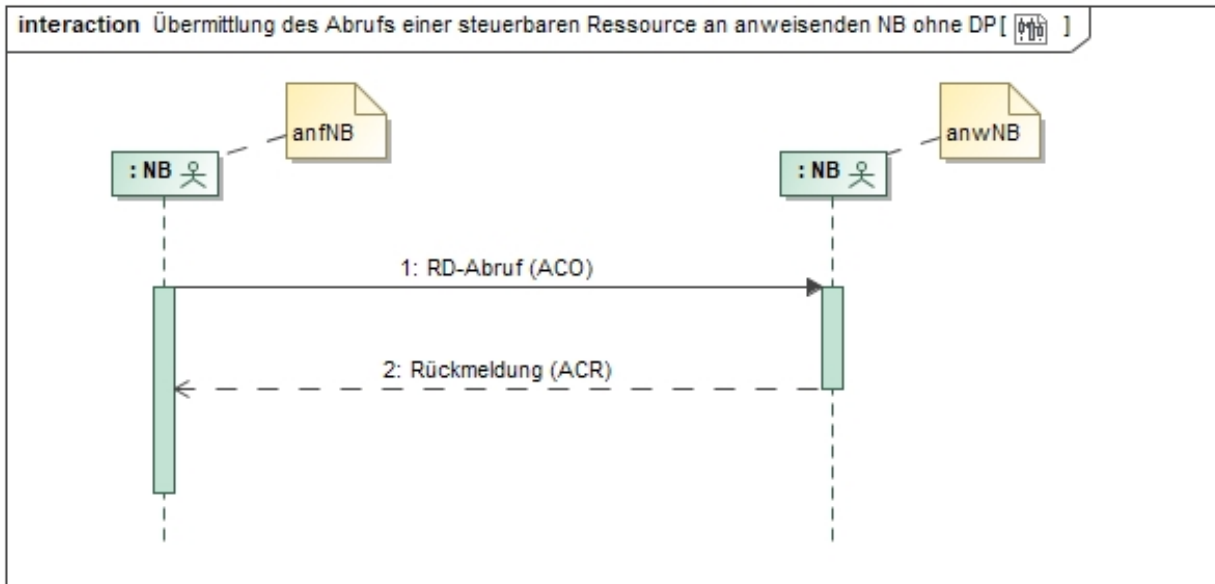 interaction Übermittlung des Abrufs einer steuerbaren Ressource an anweisenden NB ohne DP[ ]
anfNB
anwNB
: NB
: NB
1: RD-Abruf (ACO)
2: Rückmeldung (ACR)